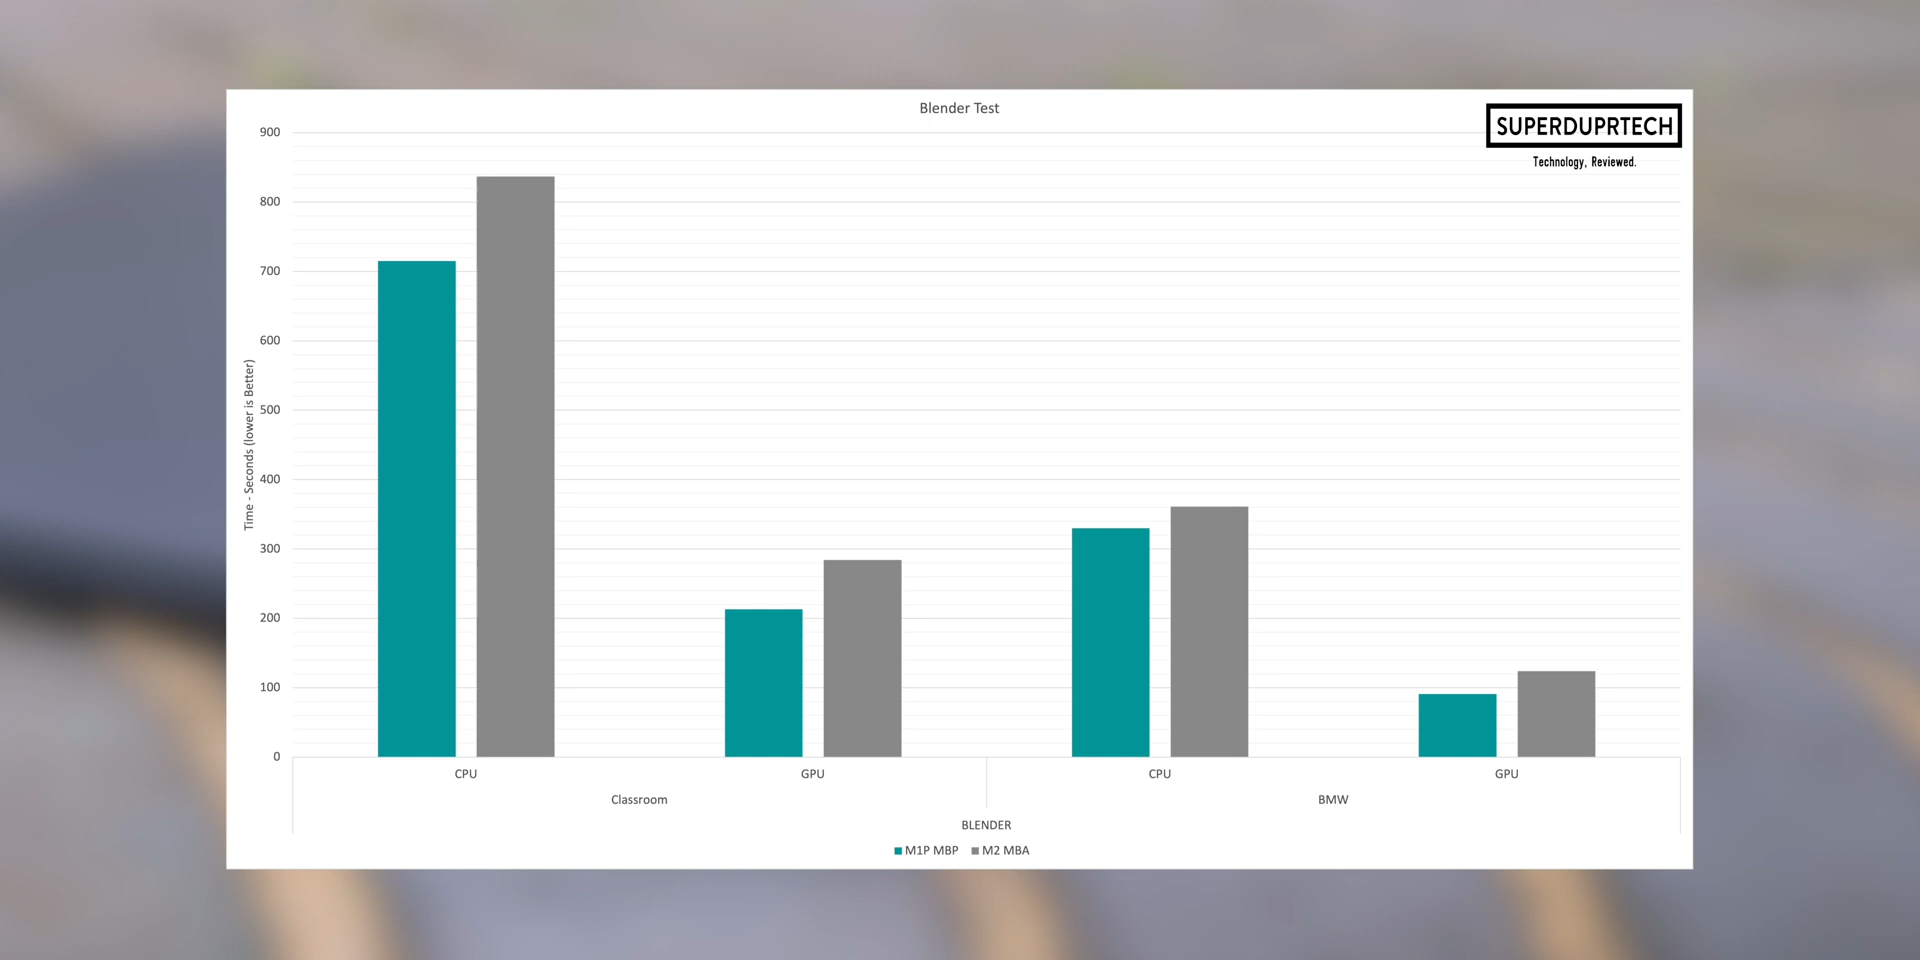 Blender Test
SUPERDUPRTECH
Technology, Reviewed.
900
800
700
600
500
400
300
200
100
0
Time - Seconds (lower is Better)
CPU
GPU
CPU
GPU
Classroom
BMW
BLENDER
M1P MBP
M2 MBA